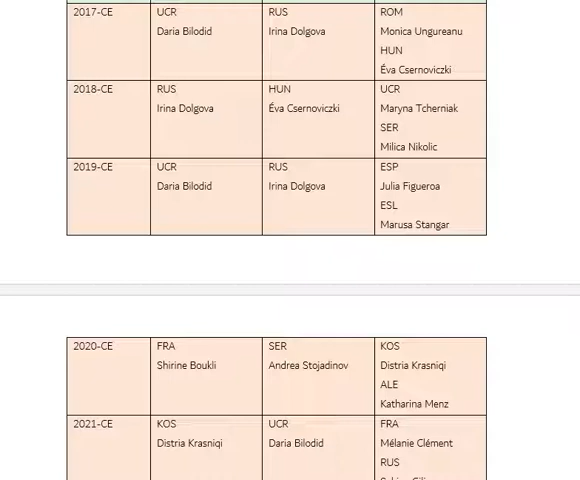 2017-CE
UCR
Daria Bilodid
RUS
Irina Dolgova
ROM
Monica Ungureanu
HUN
Éva Csernoviczki
2018-CE
RUS
Irina Dolgova
HUN
Éva Csernoviczki
UCR
Maryna Tcherniak
SER
Milica Nikolic
2019-CE
UCR
Daria Bilodid
RUS
Irina Dolgova
ESP
Julia Figueroa
ESL
Marusa Stangar
2020-CE
FRA
Shirine Boukli
SER
Andrea Stojadinov
KOS
Distria Krasniqi
ALE
Katharina Menz
2021-CE
KOS
Distria Krasniqi
UCR
Daria Bilodid
FRA
Mélanie Clément
RUS